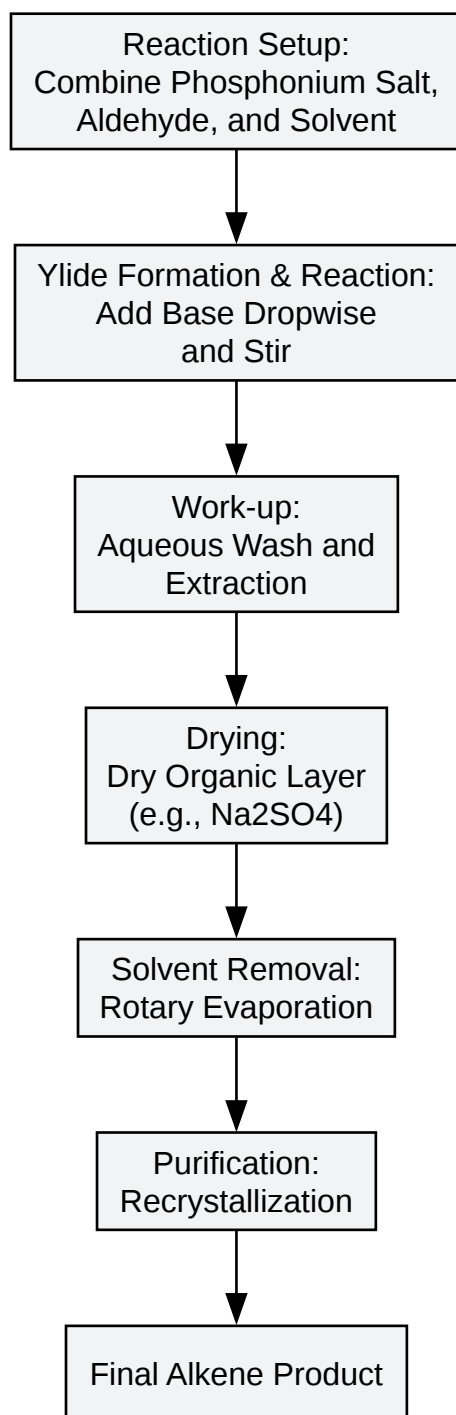 Reaction Setup:
Combine Phosphonium Salt,
Aldehyde, and Solvent
Ylide Formation & Reaction:
Add Base Dropwise
and Stir
Work-up:
Aqueous Wash and
Extraction
Drying:
Dry Organic Layer
(e.g., Na2SO4)
Solvent Removal:
Rotary Evaporation
Purification:
Recrystallization
Final Alkene Product